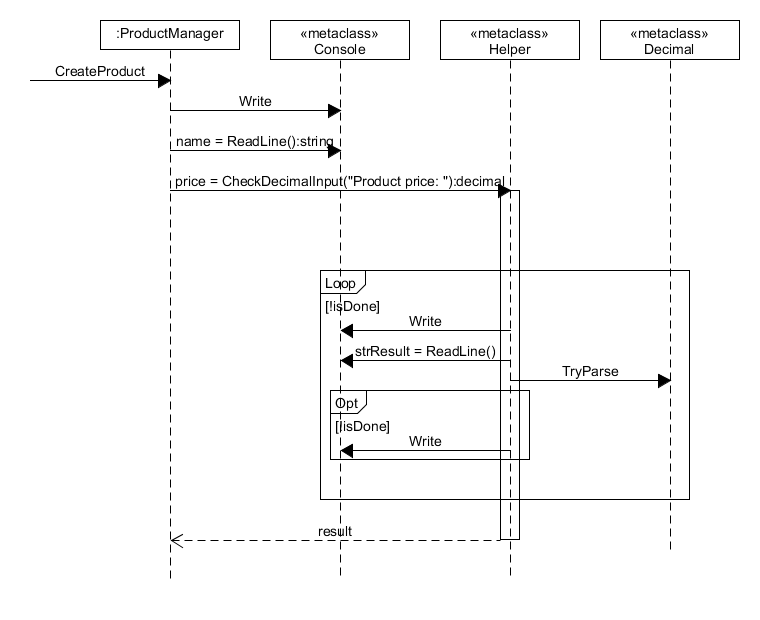 :ProductManager
«metaclass»
Console
«metaclass»
Helper
«metaclass»
Decimal
CreateProduct
Write
name = ReadLine():string
price = CheckDecimalInput("Product price: "):decimal
Loop
[!isDone]
Write
strResult = ReadLine()
TryParse
Opt
[!isDone]
Write
result